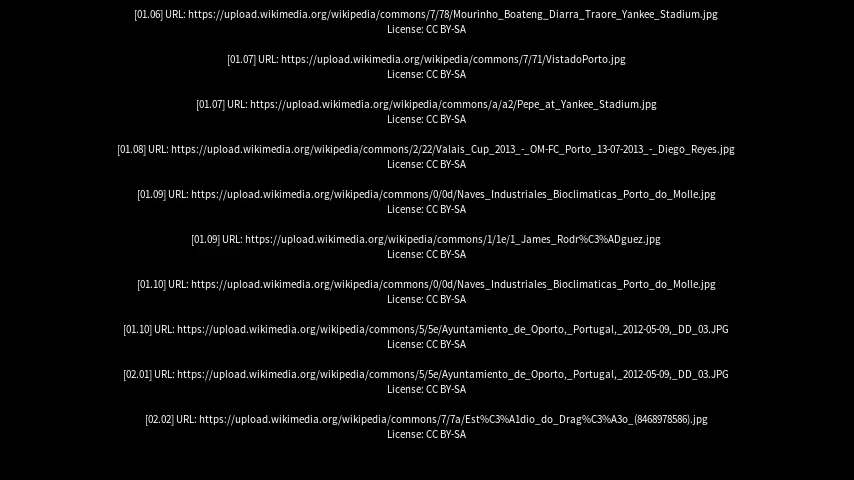 [01.06] URL: https://upload.wikimedia.org/wikipedia/commons/7/78/Mourinho_Boateng_Diarra_Traore_Yankee_Stadium.jpg
License: CC BY-SA
[01.07] URL: https://upload.wikimedia.org/wikipedia/commons/7/71/VistadoPorto.jpg
License: CC BY-SA
[01.07] URL: https://upload.wikimedia.org/wikipedia/commons/a/a2/Pepe_at_Yankee_Stadium.jpg
License: CC BY-SA
[01.08] URL: https://upload.wikimedia.org/wikipedia/commons/2/22/Valais_Cup_2013_-_OM-FC_Porto_13-07-2013_-_Diego_Reyes.jpg
License: CC BY-SA
[01.09] URL: https://upload.wikimedia.org/wikipedia/commons/0/0d/Naves_Industriales_Bioclimaticas_Porto_do_Molle.jpg
License: CC BY-SA
[01.09] URL: https://upload.wikimedia.org/wikipedia/commons/1/1e/1_James_Rodr%C3%ADguez.jpg
License: CC BY-SA
[01.10] URL: https://upload.wikimedia.org/wikipedia/commons/0/0d/Naves_Industriales_Bioclimaticas_Porto_do_Molle.jpg
License: CC BY-SA
[01.10] URL: https://upload.wikimedia.org/wikipedia/commons/5/5e/Ayuntamiento_de_Oporto,_Portugal,_2012-05-09,_DD_03.JPG
License: CC BY-SA
[02.01] URL: https://upload.wikimedia.org/wikipedia/commons/5/5e/Ayuntamiento_de_Oporto,_Portugal,_2012-05-09,_DD_03.JPG
License: CC BY-SA
[02.02] URL: https://upload.wikimedia.org/wikipedia/commons/7/7a/Est%C3%A1dio_do_Drag%C3%A3o_(8468978586).jpg
License: CC BY-SA